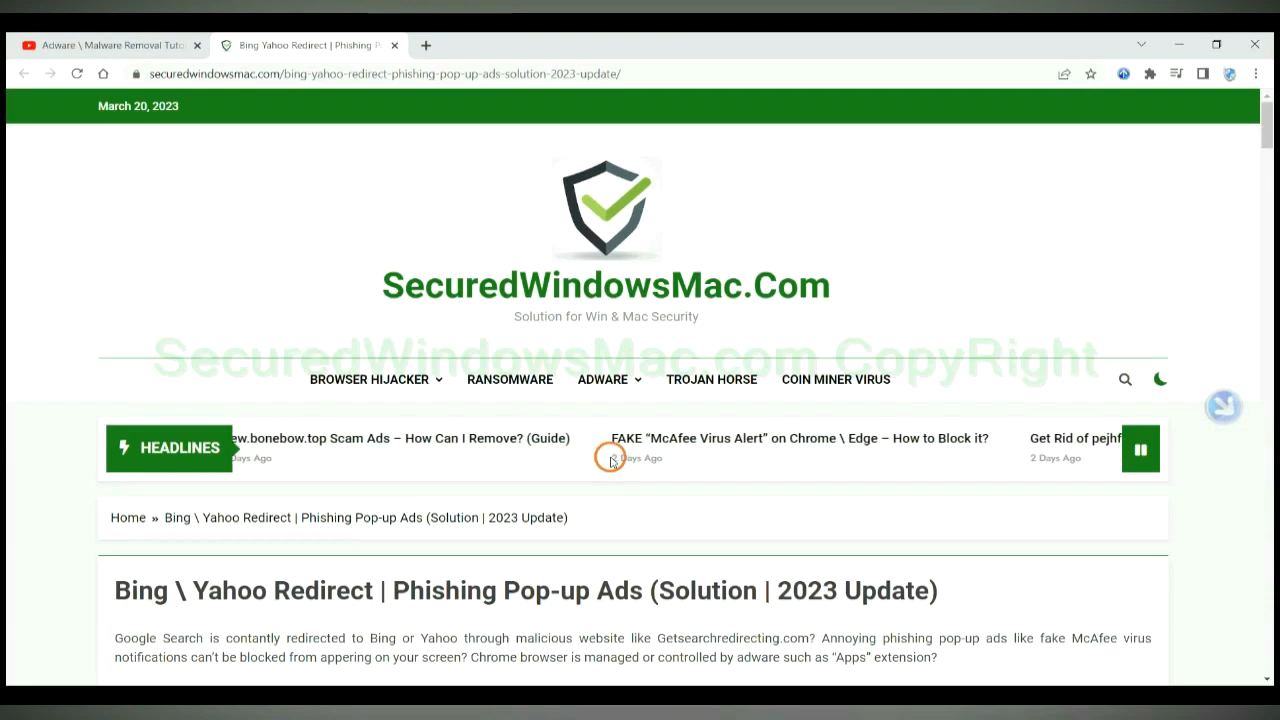 Adware \ Malware Removal Tuto
Bing Yahoo Redirect | Phishing P
securedwindowsmac.com/bing-yahoo-redirect-phishing-pop-up-ads-solution-2023-update/
March 20, 2023
SecuredWindowsMac.Com
Solution for Win & Mac Security
SecuredWindowsMac.com CopyRight
BROWSER HIJACKER RANSOMWARE ADWARE TROJAN HORSE COIN MINER VIRUS
HEADLINES
ew.bonebow.top Scam Ads – How Can I Remove? (Guide)
Days Ago
FAKE “McAfee Virus Alert” on Chrome \ Edge – How to Block it?
2 Days Ago
Get Rid of pejhf
2 Days Ago
Home » Bing \ Yahoo Redirect | Phishing Pop-up Ads (Solution | 2023 Update)
Bing \ Yahoo Redirect | Phishing Pop-up Ads (Solution | 2023 Update)
Google Search is contantly redirected to Bing or Yahoo through malicious website like Getsearchredirecting.com? Annoying phishing pop-up ads like fake McAfee virus
notifications can’t be blocked from appering on your screen? Chrome browser is managed or controlled by adware such as “Apps” extension?